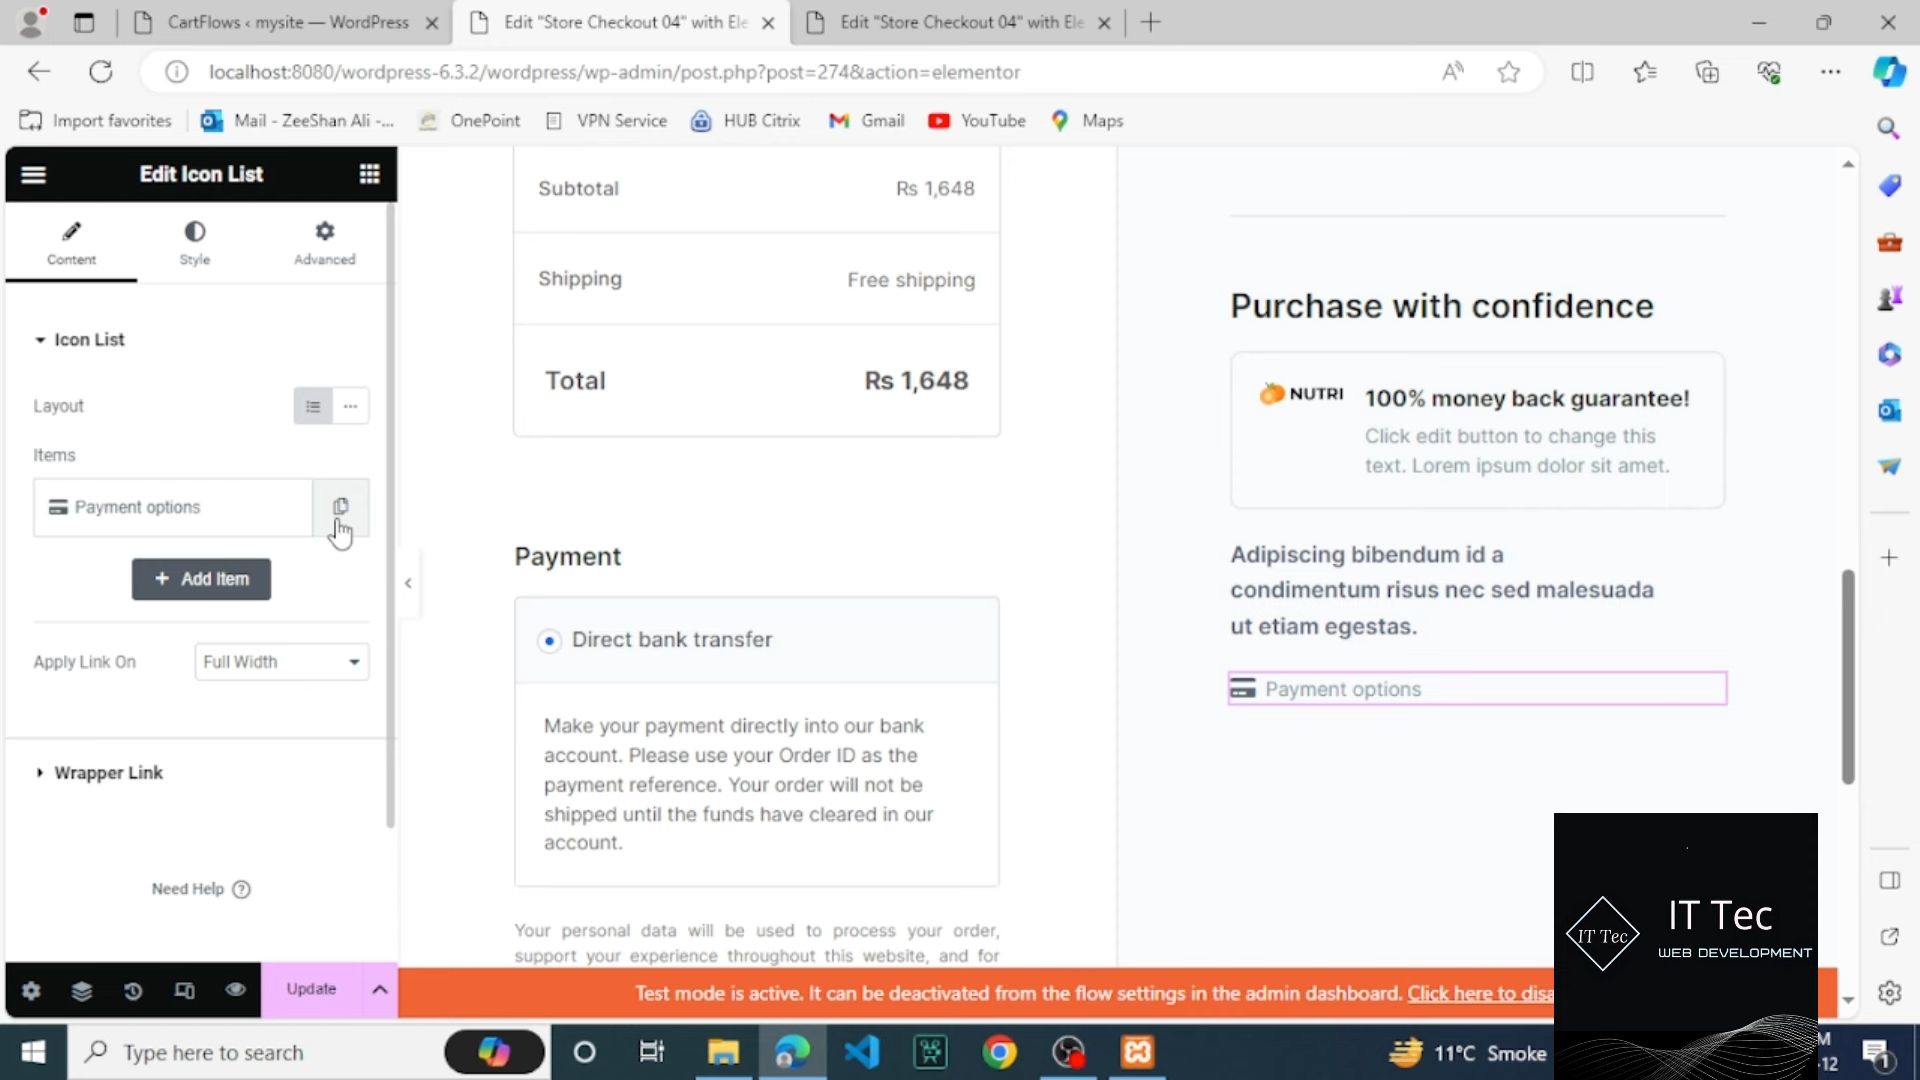 CartFlows ‹ mysite — WordPress
Edit "Store Checkout 04" with Ele
Edit "Store Checkout 04" with Ele
localhost:8080/wordpress-6.3.2/wordpress/wp-admin/post.php?post=274&action=elementor
Import favorites
Mail - ZeeShan Ali -...
OnePoint
VPN Service
HUB Citrix
Gmail
YouTube
Maps
Edit Icon List
Content
Style
Advanced
Icon List
Layout
Items
Payment options
+ Add Item
Apply Link On
Full Width
Wrapper Link
Need Help ?
Update
Subtotal
Rs 1,648
Shipping
Free shipping
Total
Rs 1,648
Payment
Direct bank transfer
Make your payment directly into our bank
account. Please use your Order ID as the
payment reference. Your order will not be
shipped until the funds have cleared in our
account.
Your personal data will be used to process your order,
support your experience throughout this website, and for
Purchase with confidence
NUTRI
100% money back guarantee!
Click edit button to change this
text. Lorem ipsum dolor sit amet.
Adipiscing bibendum id a
condimentum risus nec sed malesuada
ut etiam egestas.
Payment options
Test mode is active. It can be deactivated from the flow settings in the admin dashboard. Click here to disa
IT Tec
IT Tec
WEB DEVELOPMENT
Type here to search
11°C Smoke
M
-12
1